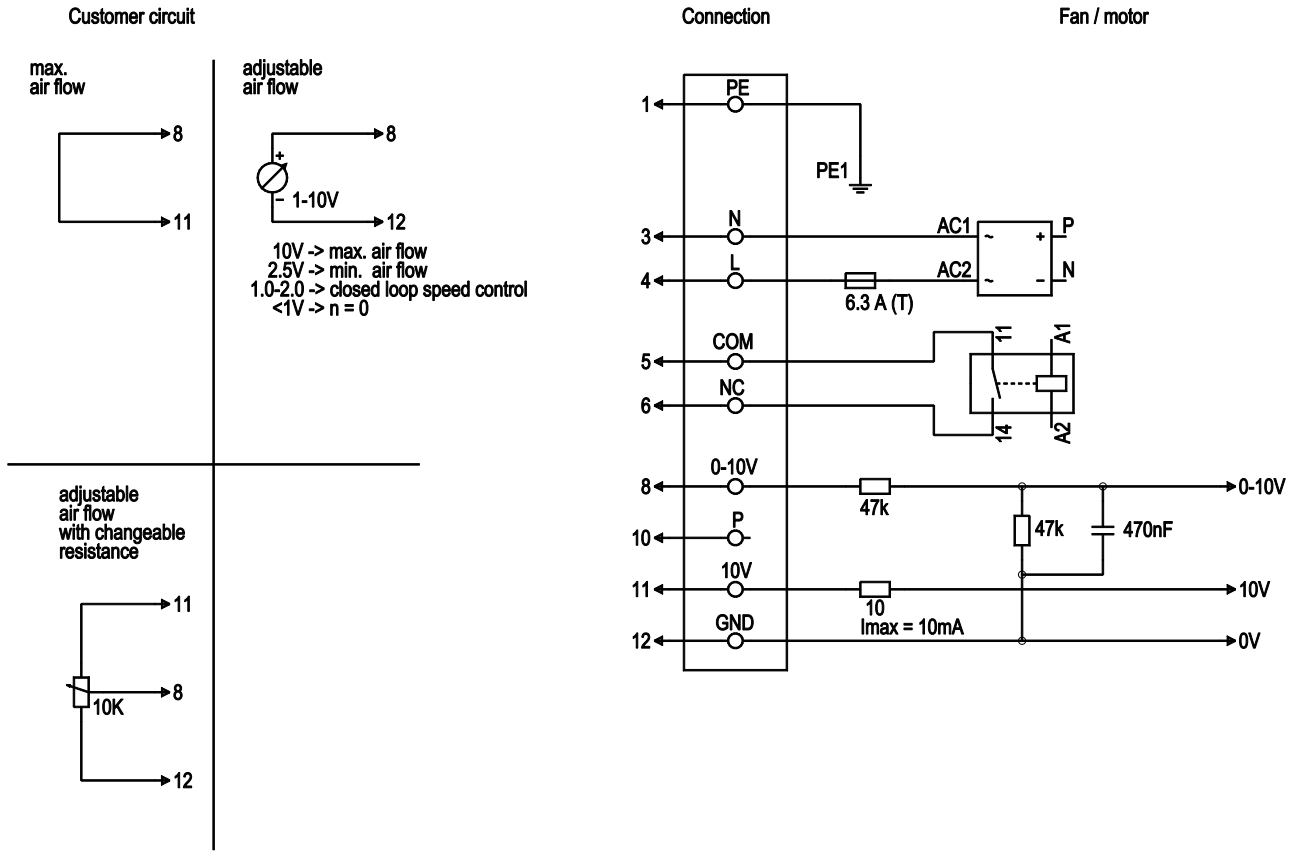 Customer circuit
Connection
Fan / motor
max.
air flow
8
11
adjustable
air flow
8
+
− 1-10V
12
10V -> max. air flow
2.5V -> min. air flow
1.0-2.0 -> closed loop speed control
<1V -> n = 0
adjustable
air flow
with changeable
resistance
11
8
10K
12
1
PE
PE1
3
N
AC1
~
+
P
4
L
6.3 A (T)
AC2
~
−
N
5
COM
11
A1
6
NC
14
A2
8
0-10V
47k
47k
470nF
0-10V
10
P
11
10V
10
Imax = 10mA
10V
12
GND
0V